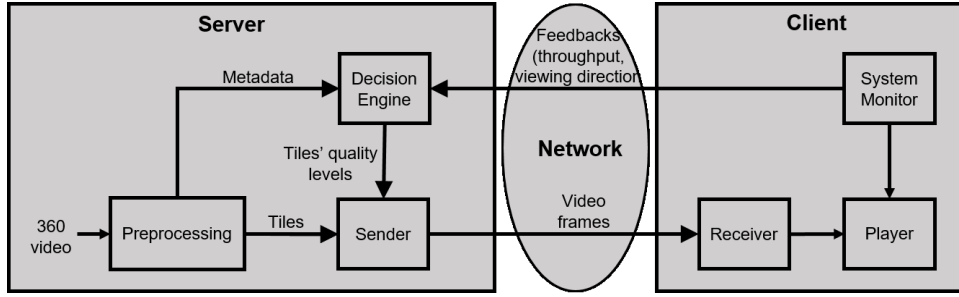 Server
Client
Feedbacks
(throughput,
viewing direction
Metadata
Decision
Engine
System
Monitor
Network
Tiles' quality
levels
360
video
Preprocessing
Tiles
Sender
Video
frames
Receiver
Player